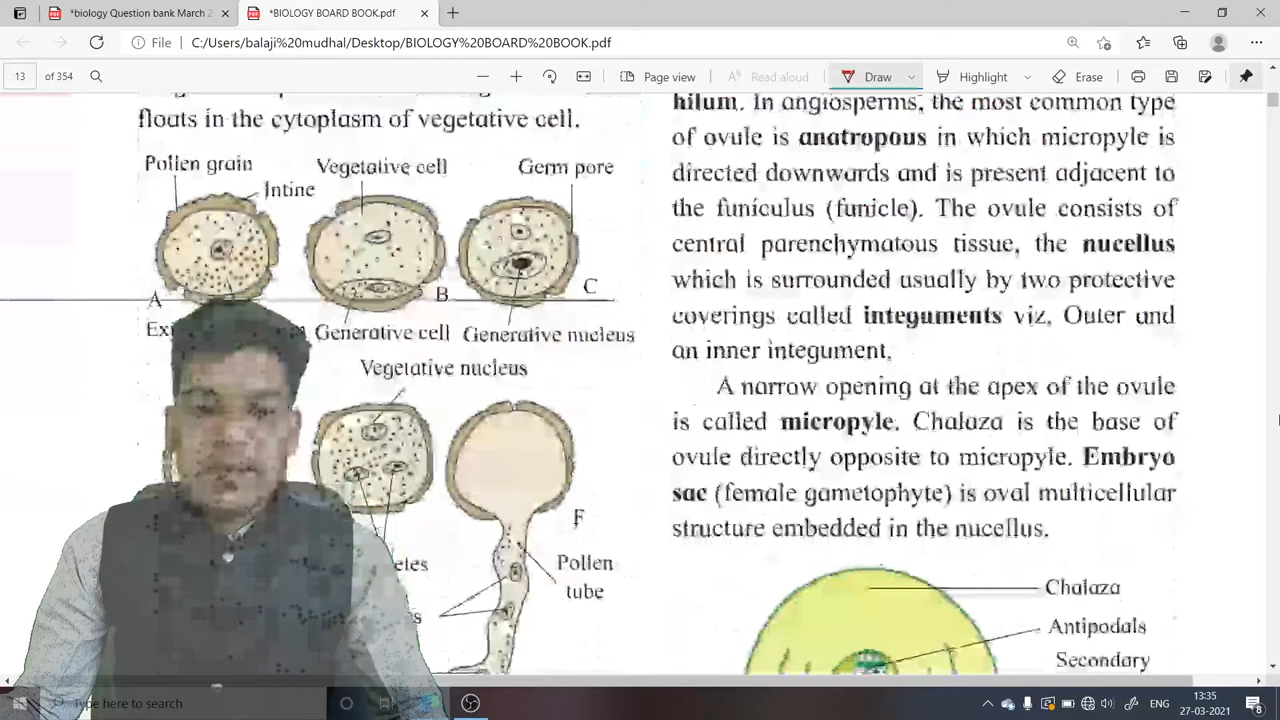 *biology Question bank March 2
*BIOLOGY BOARD BOOK.pdf
File
C:/Users/balaji%20mudhal/Desktop/BIOLOGY%20BOARD%20BOOK.pdf
13
of 354
Page view
Read aloud
Draw
Highlight
Erase
floats in the cytoplasm of vegetative cell.
Pollen grain
Vegetative cell
Germ pore
Intine
A
B
C
Generative cell
Generative nucleus
Vegetative nucleus
F
Pollen
tube
hilum. In angiosperms, the most common type
of ovule is anatropous in which micropyle is
directed downwards and is present adjacent to
the funiculus (funicle). The ovule consists of
central parenchymatous tissue, the nucellus
which is surrounded usually by two protective
coverings called integuments viz. Outer and
an inner integument.
A narrow opening at the apex of the ovule
is called micropyle. Chalaza is the base of
ovule directly opposite to micropyle. Embryo
sac (female gametophyte) is oval multicellular
structure embedded in the nucellus.
Chalaza
Antipodals
Secondary
Type here to search
ENG
13:35
27-03-2021
8